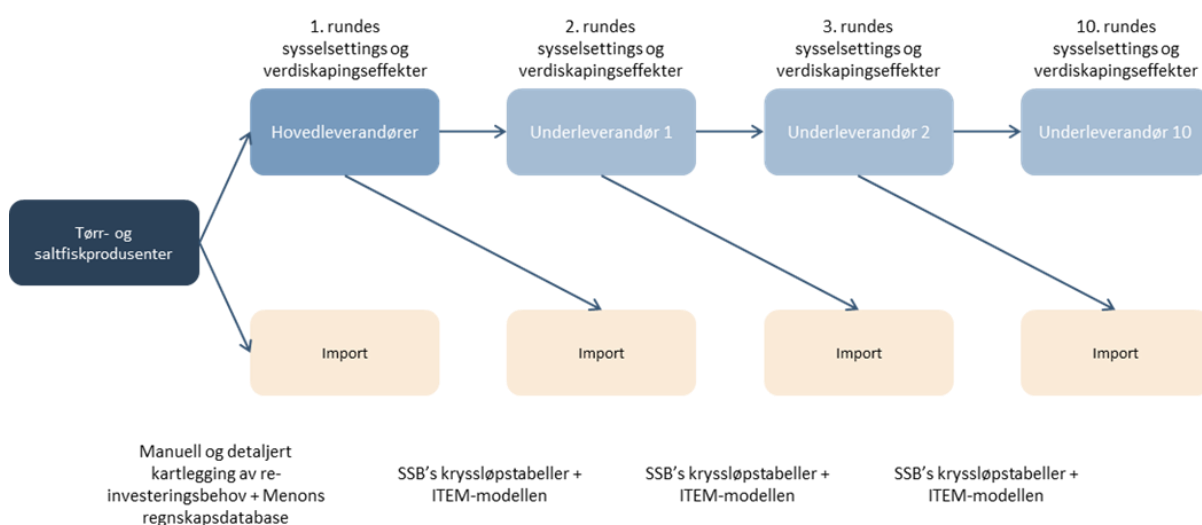 1. rundes
sysselsettings og
verdiskapingseffekter
2. rundes
sysselsettings og
verdiskapingseffekter
3. rundes
sysselsettings og
verdiskapingseffekter
10. rundes
sysselsettings og
verdiskapingseffekter
Hovedleverandører
Underleverandør 1
Underleverandør 2
Underleverandør 10
Tørr- og
saltfiskprodusenter
Import
Import
Import
Import
Manuell og detaljert
kartlegging av re-
investeringsbehov + Menons
regnskapsdatabase
SSB's kryssløpstabeller +
ITEM-modellen
SSB's kryssløpstabeller +
ITEM-modellen
SSB's kryssløpstabeller +
ITEM-modellen